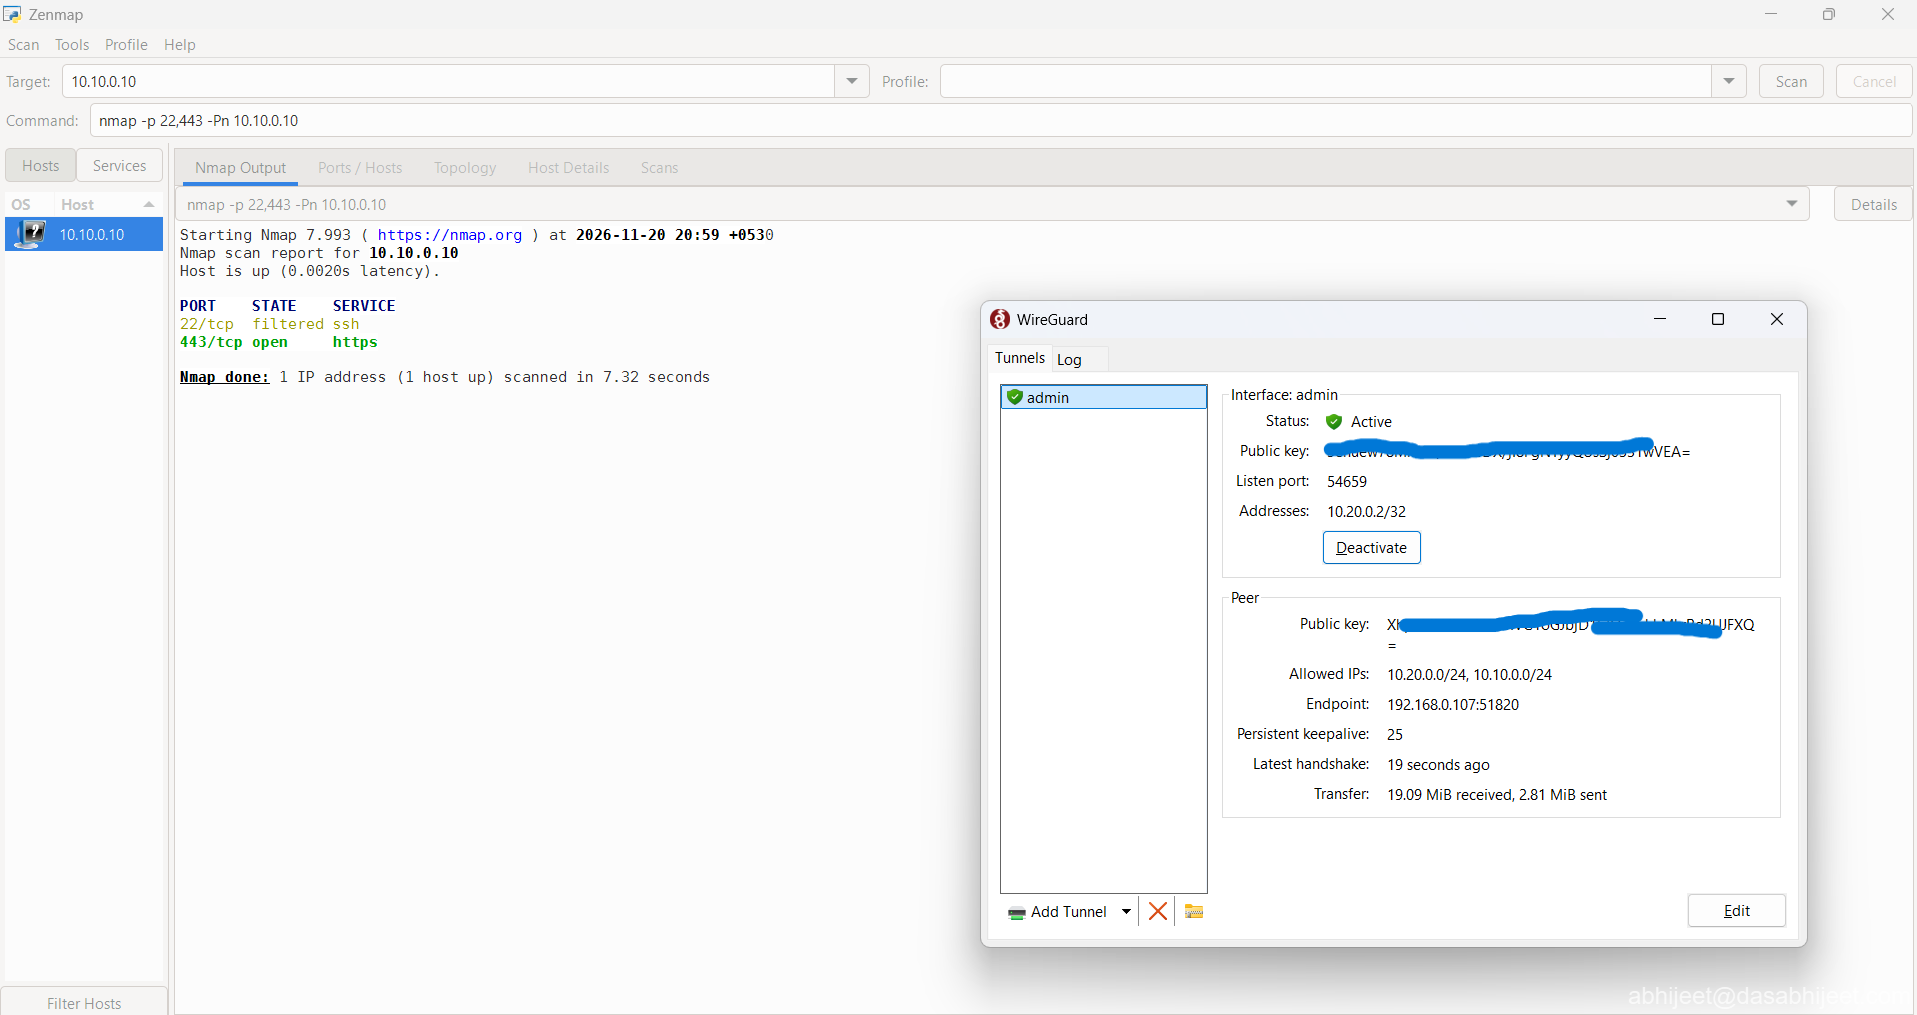 Zenmap
Scan Tools Profile Help
Target: 10.10.0.10 Profile: Scan Cancel
Command: nmap -p 22,443 -Pn 10.10.0.10
Hosts Services
Nmap Output Ports / Hosts Topology Host Details Scans
OS Host
nmap -p 22,443 -Pn 10.10.0.10 Details
10.10.0.10
Starting Nmap 7.993 ( https://nmap.org ) at 2026-11-20 20:59 +0530
Nmap scan report for 10.10.0.10
Host is up (0.0020s latency).
PORT STATE SERVICE
22/tcp filtered ssh
443/tcp open https
Nmap done: 1 IP address (1 host up) scanned in 7.32 seconds
Filter Hosts
WireGuard
Tunnels Log
admin
Interface: admin
Status: Active
Public key: wVEA=
Listen port: 54659
Addresses: 10.20.0.2/32
Deactivate
Peer
Public key: UFXQ
=
Allowed IPs: 10.20.0.0/24, 10.10.0.0/24
Endpoint: 192.168.0.107:51820
Persistent keepalive: 25
Latest handshake: 19 seconds ago
Transfer: 19.09 MiB received, 2.81 MiB sent
Add Tunnel
Edit